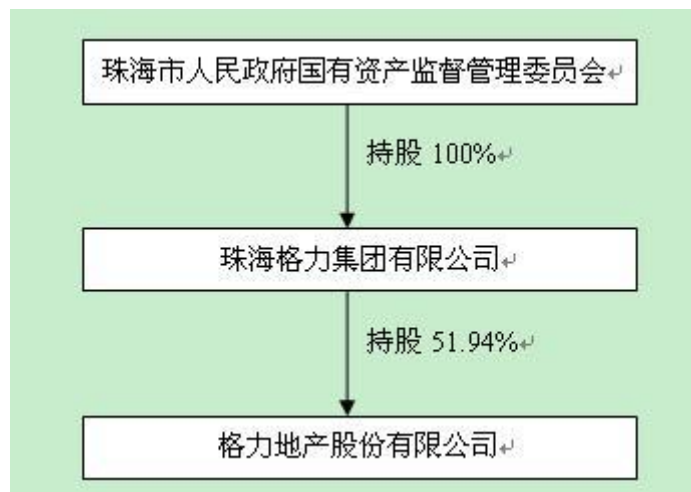 珠海市人民政府国有资产监督管理委员会
持股 100%
珠海格力集团有限公司
持股 51.94%
格力地产股份有限公司